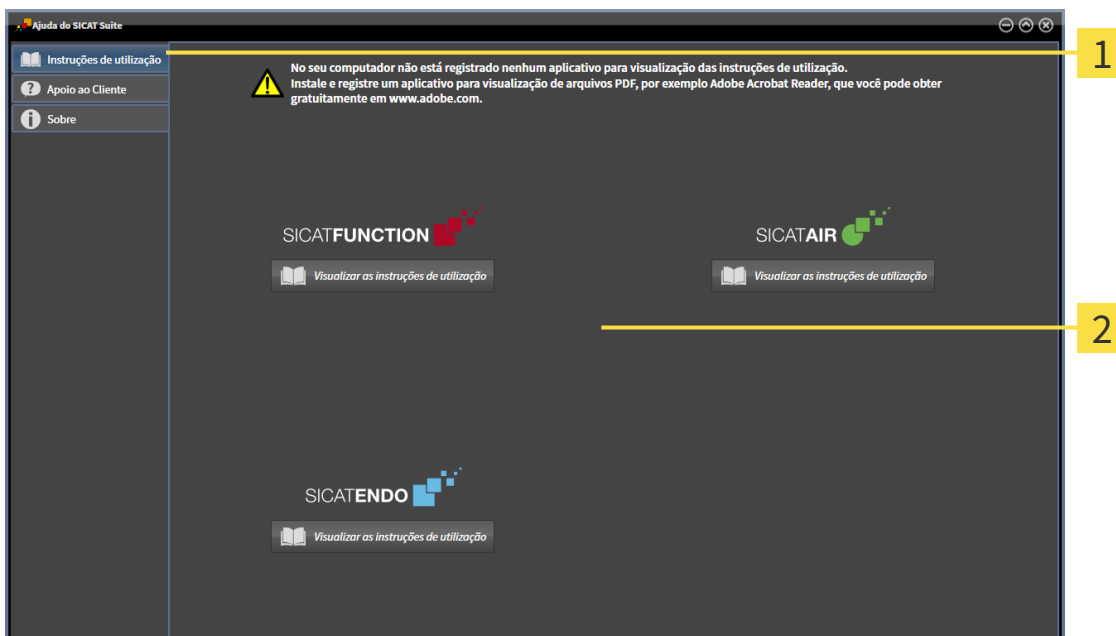 Ajuda do SICAT Suite
Instruções de utilização
Apoio ao Cliente
Sobre
No seu computador não está registrado nenhum aplicativo para visualização das instruções de utilização.
Instale e registre um aplicativo para visualização de arquivos PDF, por exemplo Adobe Acrobat Reader, que você pode obter
gratuitamente em www.adobe.com.
SICATFUNCTION
Visualizar as instruções de utilização
SICATAIR
Visualizar as instruções de utilização
SICATENDO
Visualizar as instruções de utilização
1
2